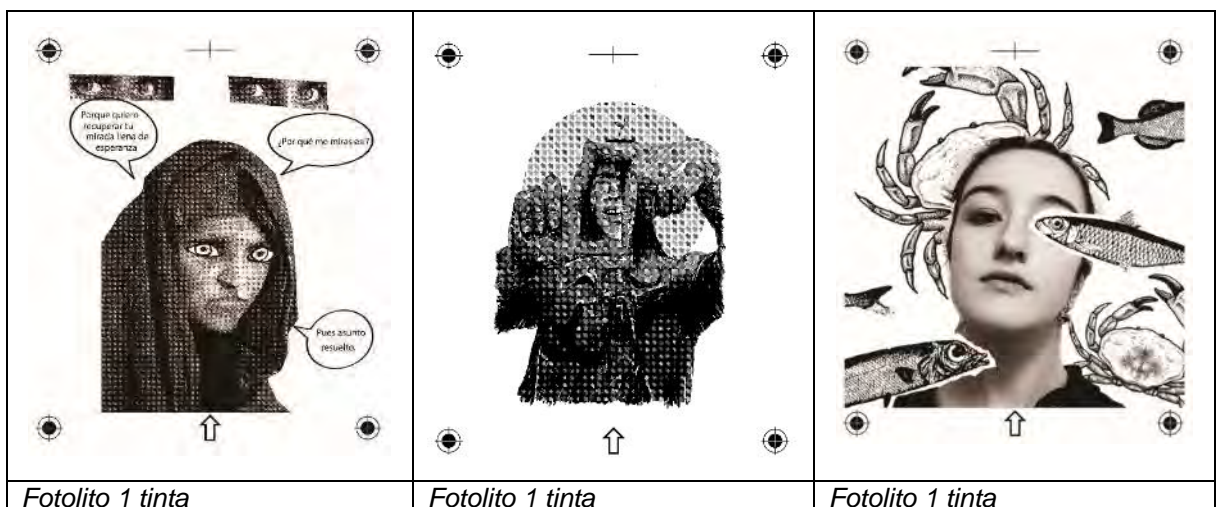 Porque quiero
recuperar tu
mirada llena de
esperanza
¿Por qué me miras así?
Pues asunto
resuelto.
Fotolito 1 tinta
Fotolito 1 tinta
Fotolito 1 tinta